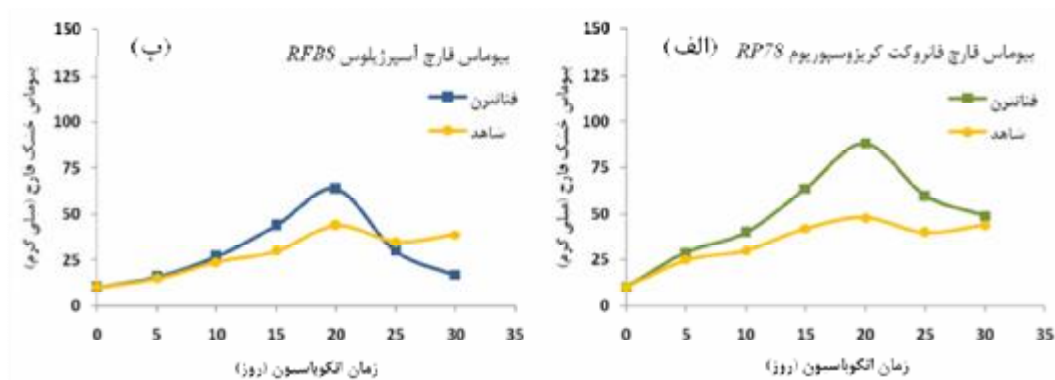 (الف) بیوماس قارچ فانروکت کریزوسپوریوم RP78
فنانترن
شاهد
بیوماس خشک قارچ (میلی گرم)
150
125
100
75
50
25
0
0 5 10 15 20 25 30 35
زمان انکوباسیون (روز)
(ب) بیوماس قارچ آسپرژیلوس RFB8
فنانترن
شاهد
بیوماس خشک قارچ (میلی گرم)
150
125
100
75
50
25
0
0 5 10 15 20 25 30 35
زمان انکوباسیون (روز)